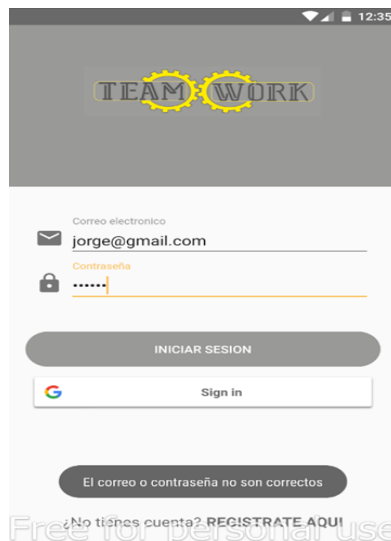 12:35
TEAM WORK
Correo electronico
jorge@gmail.com
Contraseña
••••••
INICIAR SESION
G Sign in
El correo o contraseña no son correctos
¿No tienes cuenta? REGISTRATE AQUI
Free for personal use